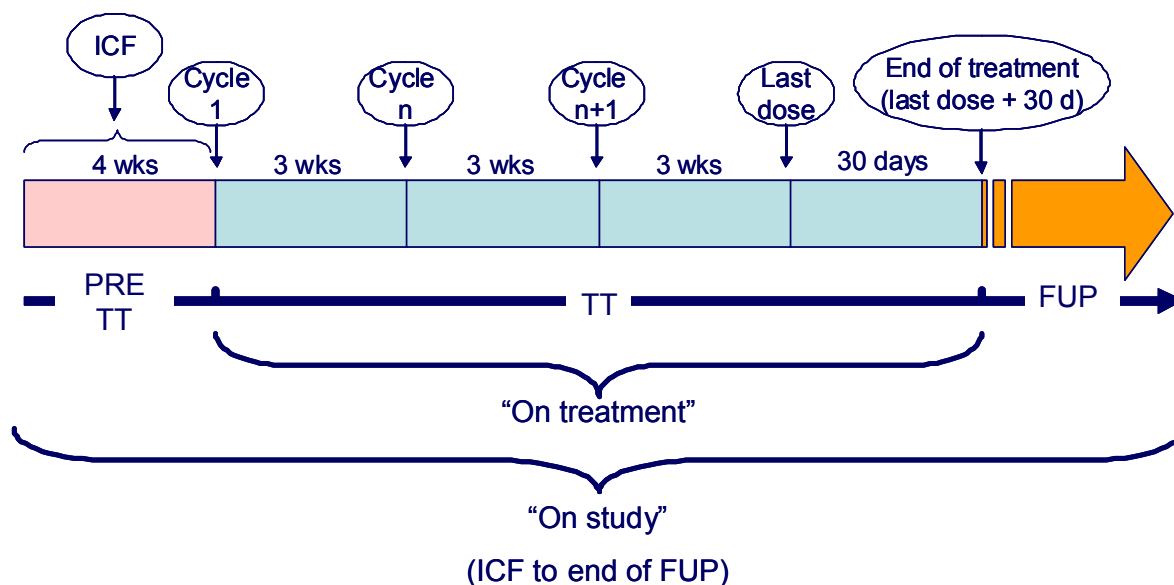 ICF
Cycle
1
Cycle
n
Cycle
n+1
Last
dose
End of treatment
(last dose + 30 d)
4 wks
3 wks
3 wks
3 wks
30 days
PRE
TT
TT
FUP
“On treatment”
“On study”
(ICF to end of FUP)